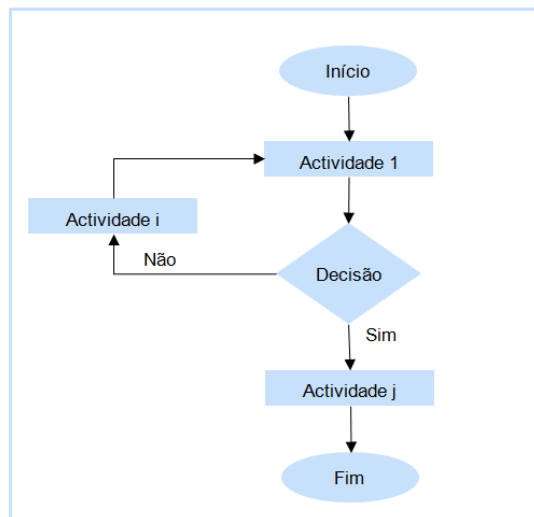 Início
Actividade 1
Actividade i
Não
Decisão
Sim
Actividade j
Fim